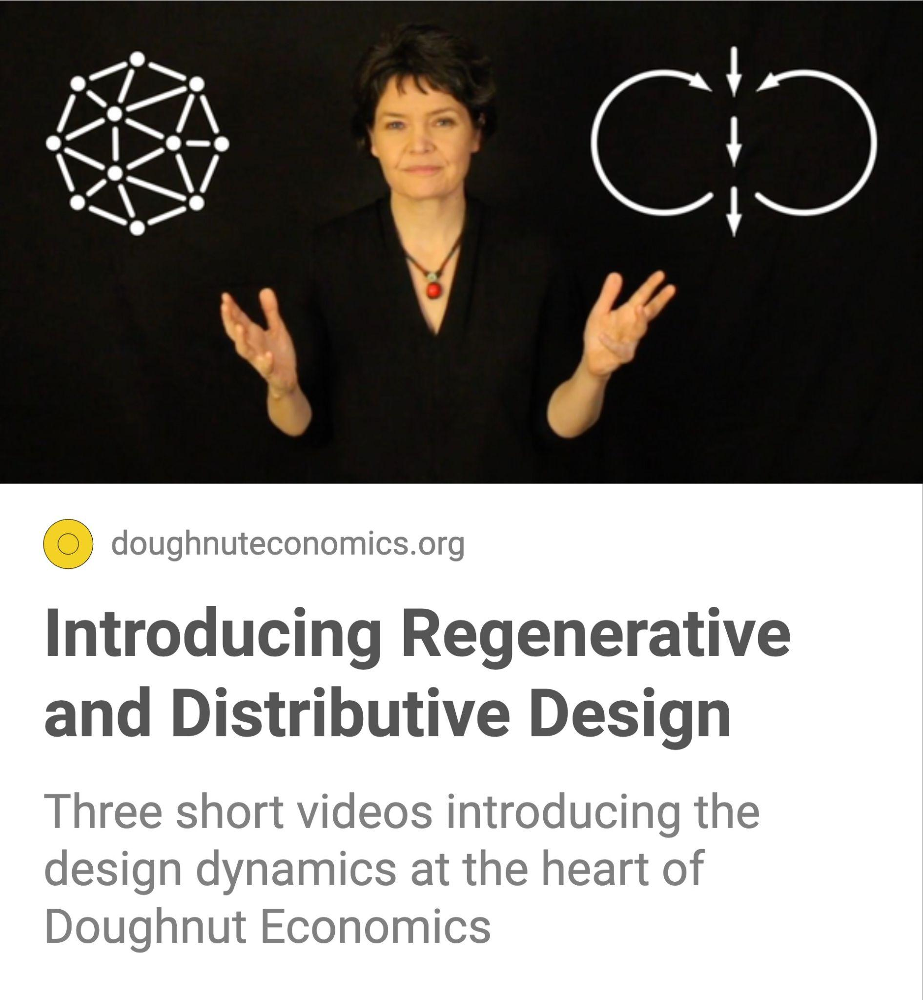 doughnuteconomics.org
Introducing Regenerative
and Distributive Design
Three short videos introducing the
design dynamics at the heart of
Doughnut Economics